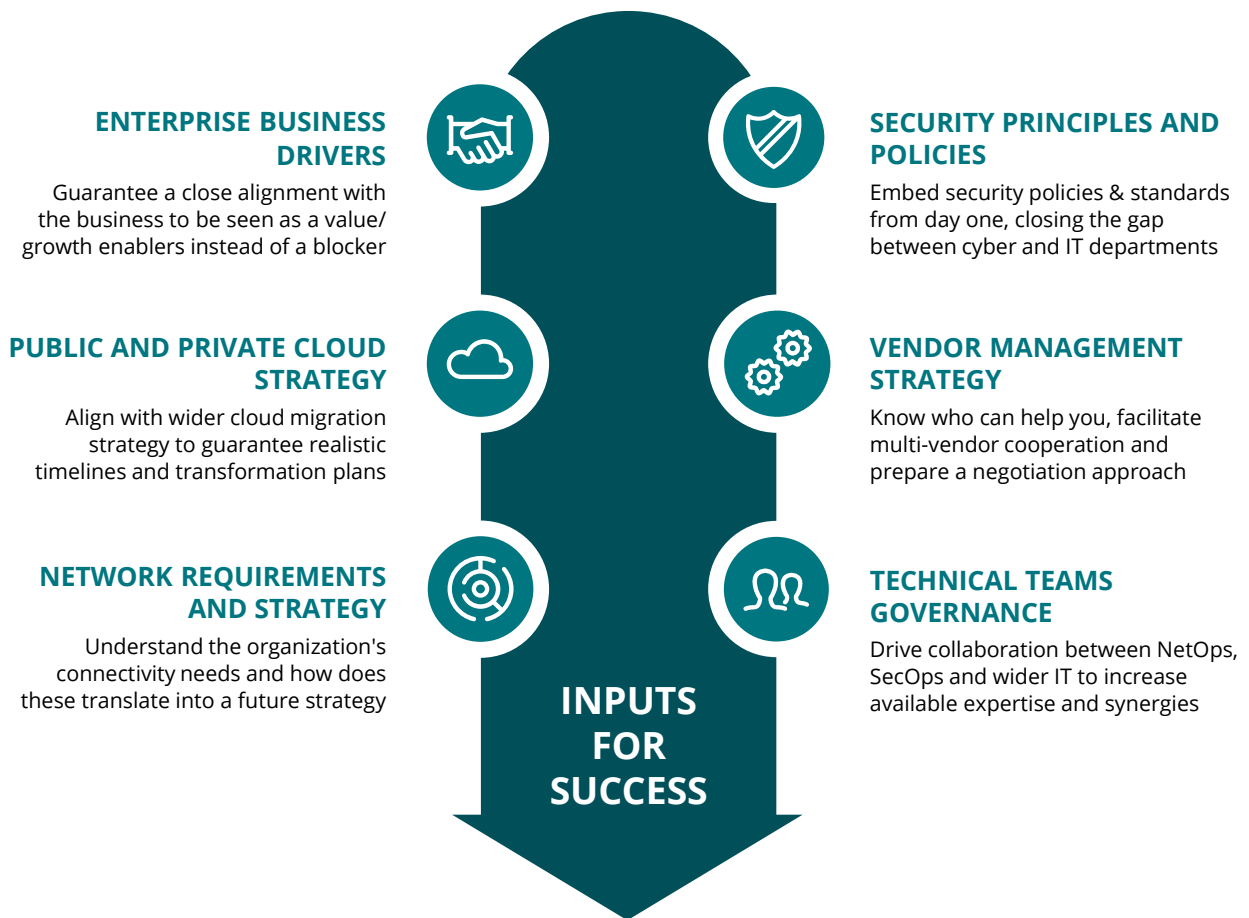 ENTERPRISE BUSINESS
DRIVERS
Guarantee a close alignment with
the business to be seen as a value/
growth enablers instead of a blocker
PUBLIC AND PRIVATE CLOUD
STRATEGY
Align with wider cloud migration
strategy to guarantee realistic
timelines and transformation plans
NETWORK REQUIREMENTS
AND STRATEGY
Understand the organization's
connectivity needs and how does
these translate into a future strategy
SECURITY PRINCIPLES AND
POLICIES
Embed security policies & standards
from day one, closing the gap
between cyber and IT departments
VENDOR MANAGEMENT
STRATEGY
Know who can help you, facilitate
multi-vendor cooperation and
prepare a negotiation approach
TECHNICAL TEAMS
GOVERNANCE
Drive collaboration between NetOps,
SecOps and wider IT to increase
available expertise and synergies
INPUTS
FOR
SUCCESS